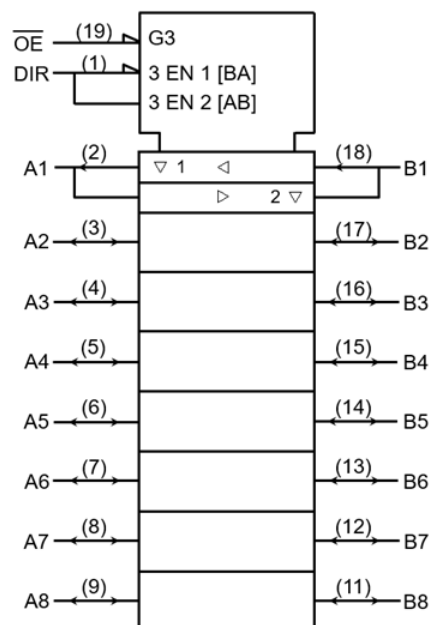 O̅E̅ (19) G3
DIR (1) 3 EN 1 [BA]
3 EN 2 [AB]
A1 (2) ▽ 1 ◁ (18) B1
▷ 2 ▽
A2 (3) (17) B2
A3 (4) (16) B3
A4 (5) (15) B4
A5 (6) (14) B5
A6 (7) (13) B6
A7 (8) (12) B7
A8 (9) (11) B8